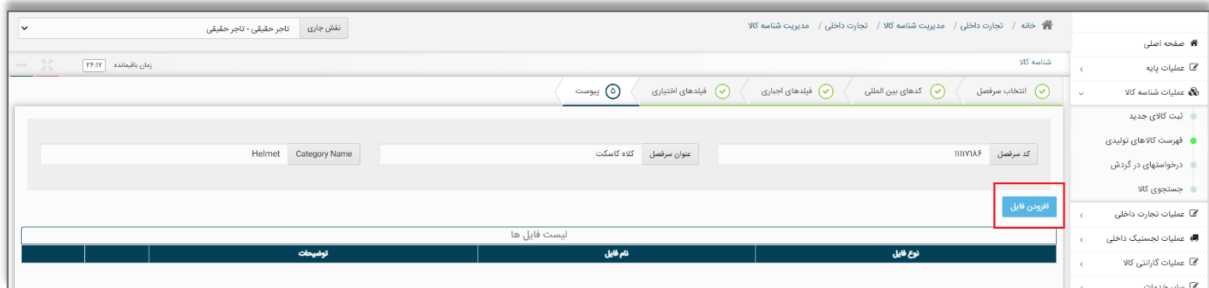 خانه / تجارت داخلی / مدیریت شناسه کالا / تجارت داخلی / مدیریت شناسه کالا
نقش جاری تاجر حقیقی - تاجر حقیقی
صفحه اصلی
عملیات پایه
عملیات شناسه کالا
ثبت کالای جدید
فهرست کالاهای تولیدی
درخواستهای در گردش
جستجوی کالا
عملیات تجارت داخلی
عملیات لجستیک داخلی
عملیات گارانتی کالا
سایر خدمات
شناسه کالا
زمان باقیمانده ۲۶:۱۷
انتخاب سرفصل
کدهای بین المللی
فیلدهای اجباری
فیلدهای اختیاری
۵ پیوست
کد سرفصل ۱۱۱۱۷۱۸۶
عنوان سرفصل کلاه کاسکت
Category Name Helmet
افزودن فایل
لیست فایل ها
نوع فایل نام فایل توضیحات